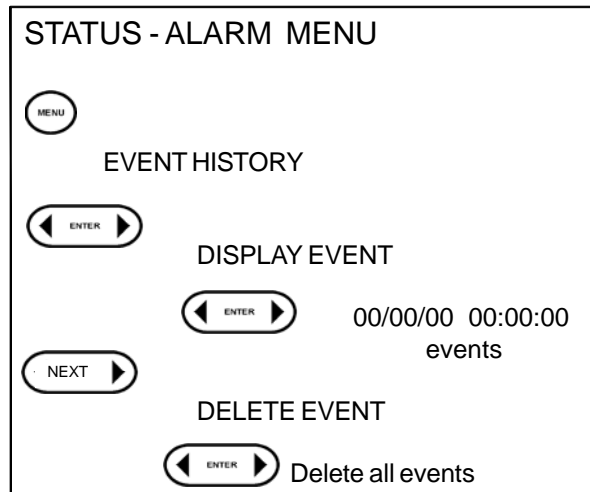 STATUS - ALARM MENU
MENU
EVENT HISTORY
ENTER
DISPLAY EVENT
ENTER
00/00/00 00:00:00
events
NEXT
DELETE EVENT
ENTER
Delete all events